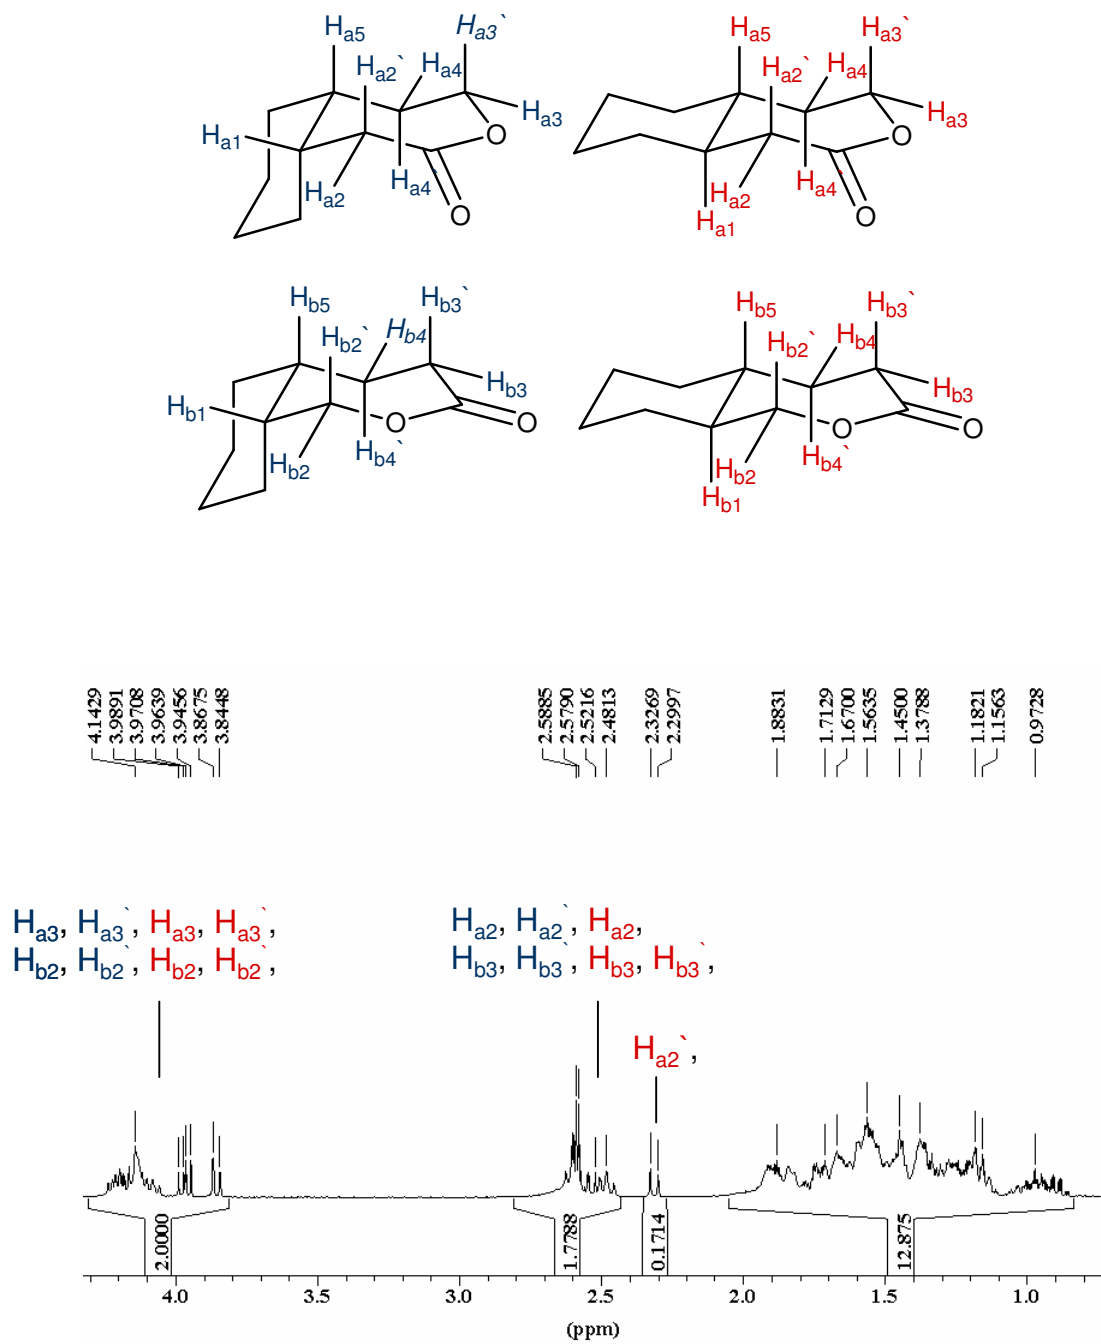 Ha5 Ha3` Ha5 Ha3`
Ha2` Ha4 Ha2` Ha4
Ha3 Ha3
Ha1 O O
Ha4` Ha4`
Ha2 Ha2
O O
Ha1
Hb5 Hb3` Hb5 Hb3`
Hb2` Hb4 Hb2` Hb4
Hb3 Hb3
Hb1 O O O O
Hb4` Hb4`
Hb2 Hb2
Hb1
4.1429 3.9891 3.9708 3.9639 3.9456 3.8675 3.8448 2.5885 2.5790 2.5216 2.4813 2.3269 2.2997 1.8831 1.7129 1.6700 1.5635 1.4500 1.3788 1.1821 1.1563 0.9728
Ha3, Ha3`, Ha3, Ha3`,
Hb2, Hb2`, Hb2, Hb2`,
Ha2, Ha2`, Ha2,
Hb3, Hb3`, Hb3, Hb3`,
Ha2`,
2.0000 1.7788 0.1714 12.875
4.0 3.5 3.0 2.5 2.0 1.5 1.0
(ppm)